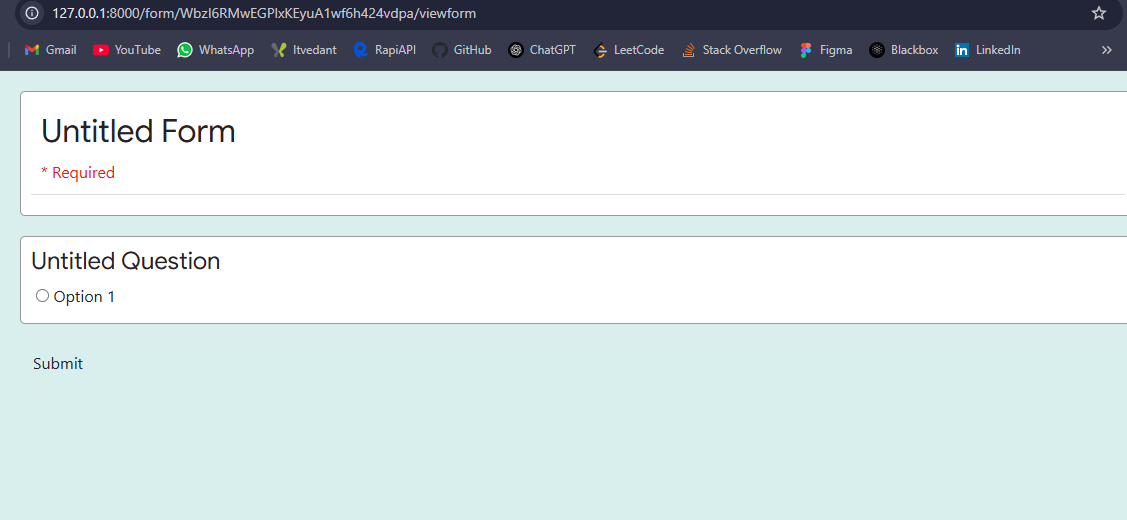 127.0.0.1:8000/form/WbzI6RMwEGPlxKEyuA1wf6h424vdpa/viewform
Gmail YouTube WhatsApp Itvedant RapiAPI GitHub ChatGPT LeetCode Stack Overflow Figma Blackbox LinkedIn »
Untitled Form
* Required
Untitled Question
Option 1
Submit